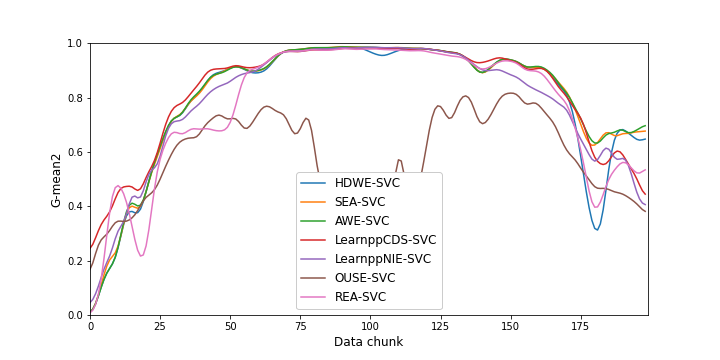 1.0
0.8
0.6
0.4
0.2
0.0
G-mean2
HDWE-SVC
SEA-SVC
AWE-SVC
LearnppCDS-SVC
LearnppNIE-SVC
OUSE-SVC
REA-SVC
0 25 50 75 100 125 150 175
Data chunk